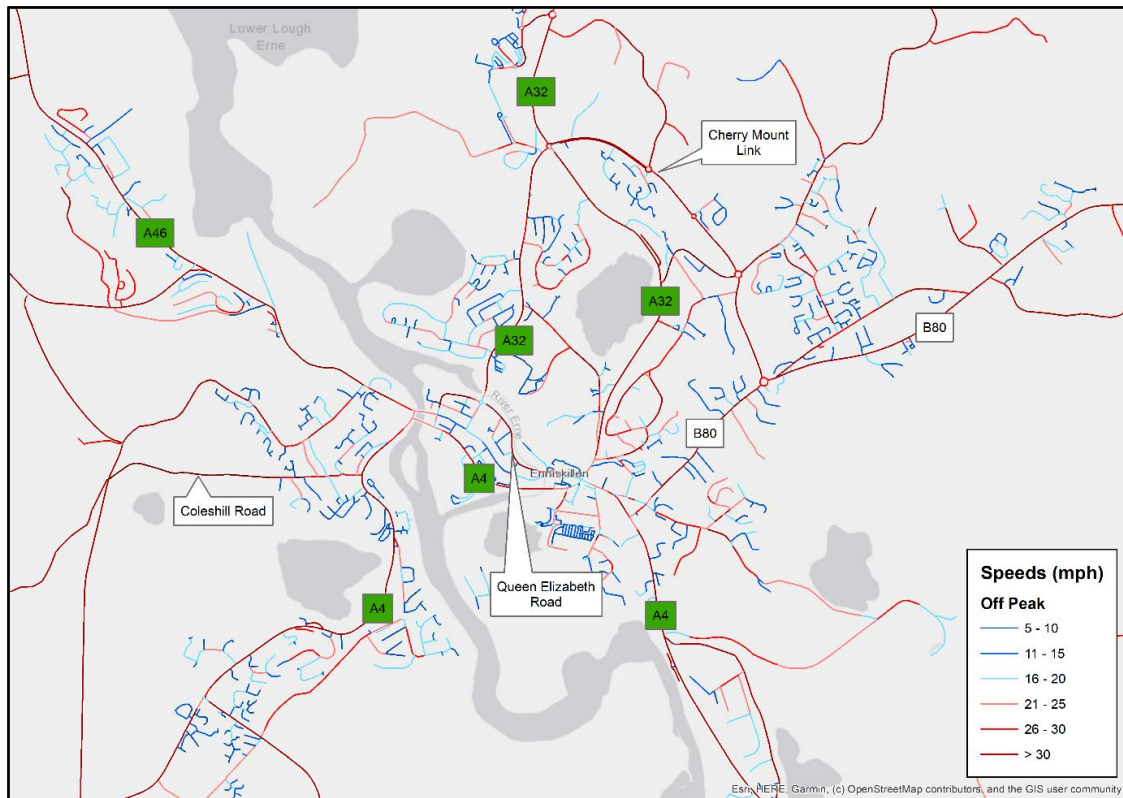 Lower Lough
Erne
A32
Cherry Mount
Link
A46
A32
A32
B80
River Erne
B80
A4
Enniskillen
Coleshill Road
Queen Elizabeth
Road
A4
A4
Speeds (mph)
Off Peak
5 - 10
11 - 15
16 - 20
21 - 25
26 - 30
> 30
Esri, HERE, Garmin, (c) OpenStreetMap contributors, and the GIS user community